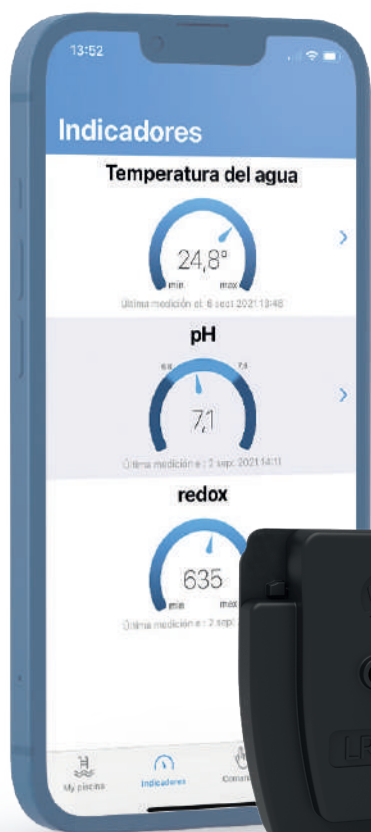 13:52
Indicadores
Temperatura del agua
24,8°
min max
Última medición el: 6 sept 2021 13:48
pH
7,1
Última medición e : 2 sept 2021 14:11
redox
635
min max
Última medición e : 2 sept
My piscina Indicadores